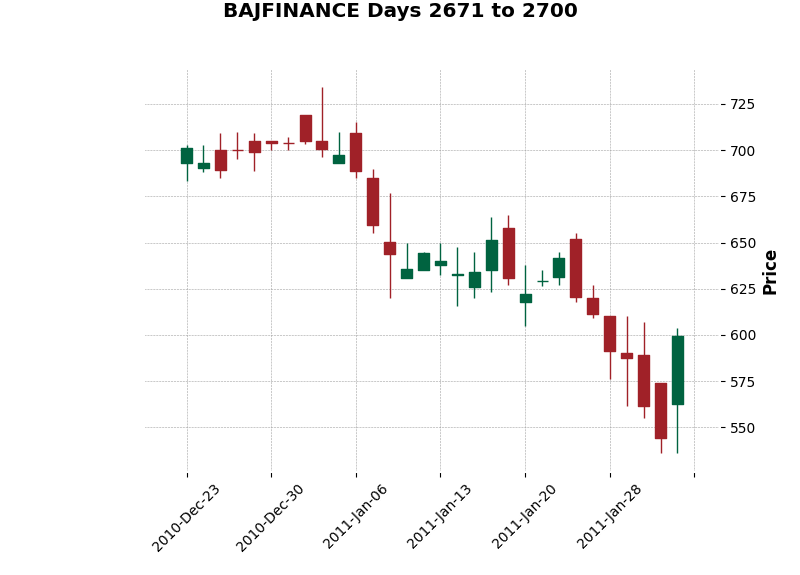 BAJFINANCE Days 2671 to 2700
725
700
675
650
625
600
575
550
Price
2010-Dec-23
2010-Dec-30
2011-Jan-06
2011-Jan-13
2011-Jan-20
2011-Jan-28